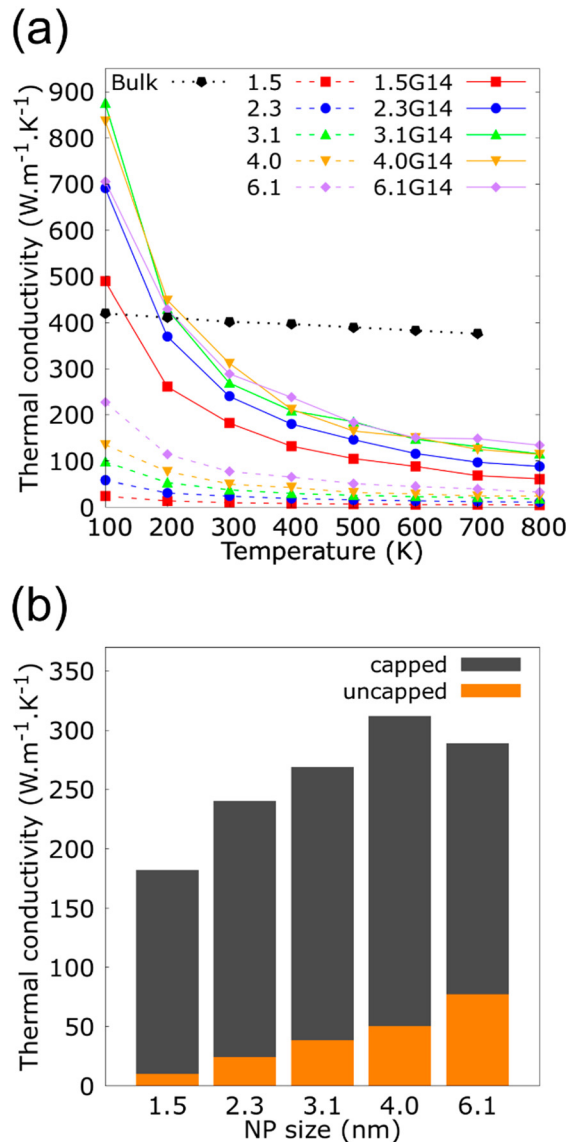 (a)
Thermal conductivity (W.m⁻¹.K⁻¹)
900
800
700
600
500
400
300
200
100
0
Bulk
1.5
2.3
3.1
4.0
6.1
1.5G14
2.3G14
3.1G14
4.0G14
6.1G14
100 200 300 400 500 600 700 800
Temperature (K)
(b)
Thermal conductivity (W.m⁻¹.K⁻¹)
350
300
250
200
150
100
50
0
capped
uncapped
1.5 2.3 3.1 4.0 6.1
NP size (nm)